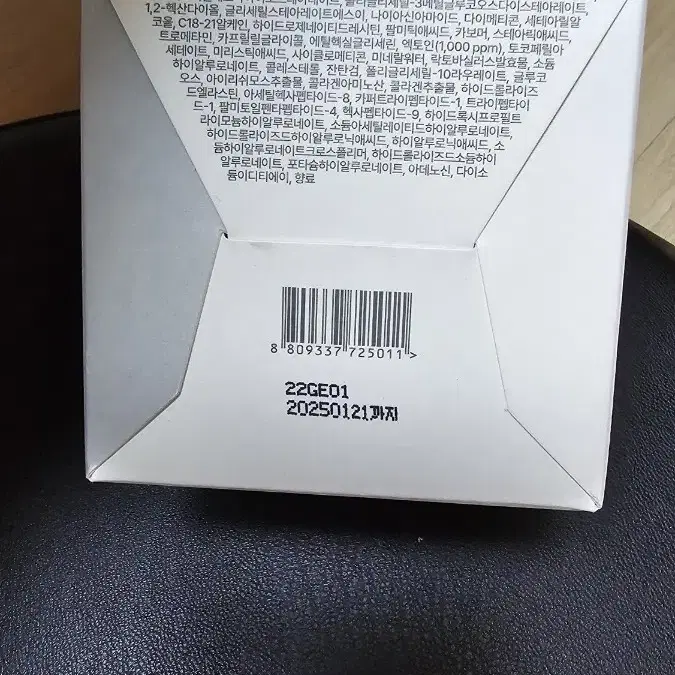 1,2-헥산다이올, 글리세릴스테아레이트에스이, 나이아신아마이드, 다이메티콘, 세테아릴알
코올, C18-21알케인, 하이드로제네이티드레시틴, 팔미틱애씨드, 카보머, 스테아릭애씨드,
트로메타민, 카프릴릴글라이콜, 에틸헥실글리세린, 엑토인(1,000 ppm), 토코페릴아
세테이트, 미리스틱애씨드, 사이클로메티콘, 미네랄워터, 락토바실러스발효물, 소듐
하이알루로네이트, 콜레스테롤, 잔탄검, 폴리글리세릴-10라우레이트, 글루코
오스, 아이리쉬모스추출물, 콜라겐아미노산, 콜라겐추출물, 하이드롤라이즈
드엘라스틴, 아세틸헥사펩타이드-8, 카퍼트라이펩타이드-1, 트라이펩타이
드-1, 팔미토일펜타펩타이드-4, 헥사펩타이드-9, 하이드록시프로필트
라이모늄하이알루로네이트, 소듐아세틸레이티드하이알루로네이트,
하이드롤라이즈드하이알루로닉애씨드, 하이알루로닉애씨드, 소
듐하이알루로네이트크로스폴리머, 하이드롤라이즈드소듐하이
알루로네이트, 포타슘하이알루로네이트, 아데노신, 다이소
듐이디티에이, 향료
8 809337 725011 >
22GE01
20250121까지